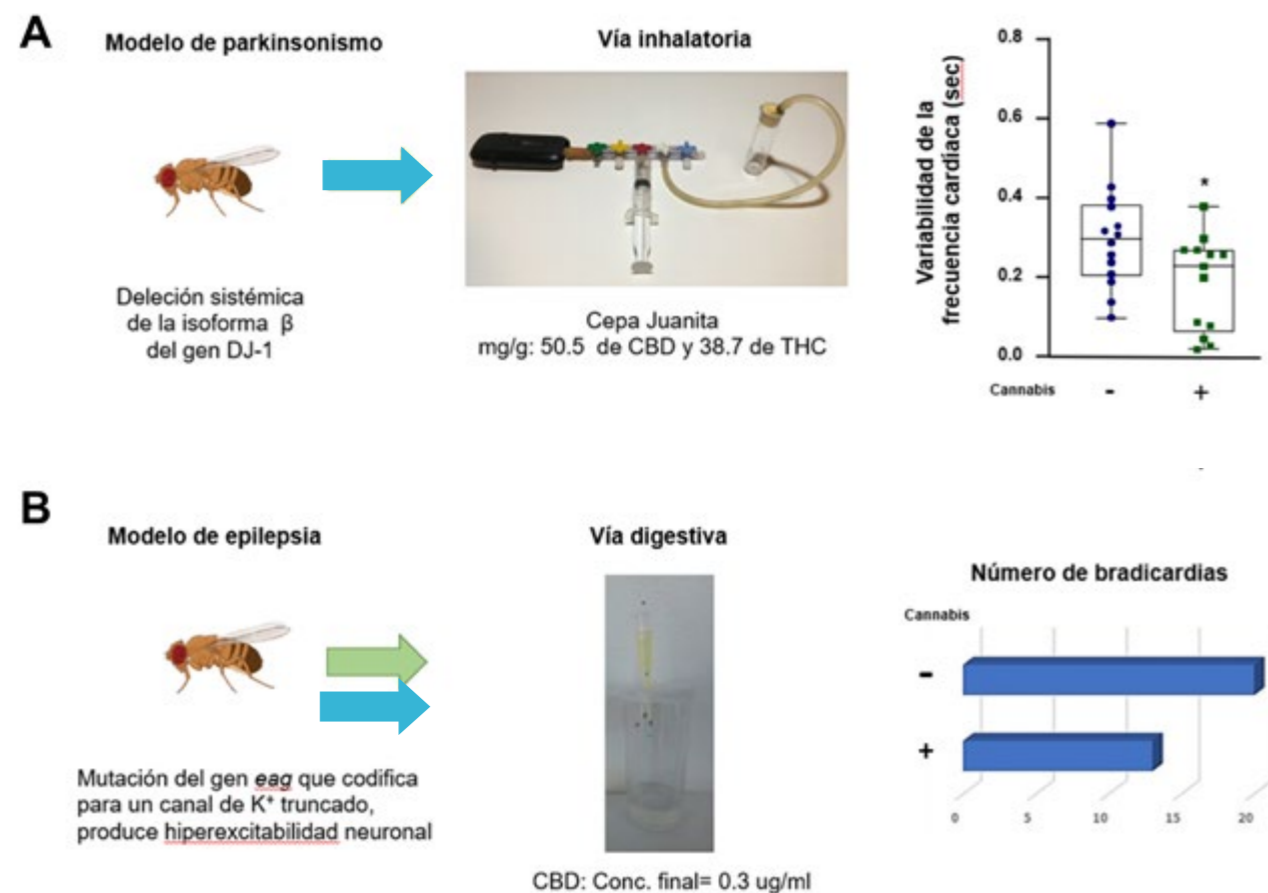 A
Modelo de parkinsonismo
Deleción sistémica
de la isoforma β
del gen DJ-1
Vía inhalatoria
Cepa Juanita
mg/g: 50.5 de CBD y 38.7 de THC
Variabilidad de la
frecuencia cardiaca (sec)
0.8
0.6
0.4
0.2
0.0
*
Cannabis - +
B
Modelo de epilepsia
Mutación del gen eag que codifica
para un canal de K⁺ truncado,
produce hiperexcitabilidad neuronal
Vía digestiva
CBD: Conc. final= 0.3 ug/ml
Número de bradicardias
Cannabis
-
+
0 5 10 15 20